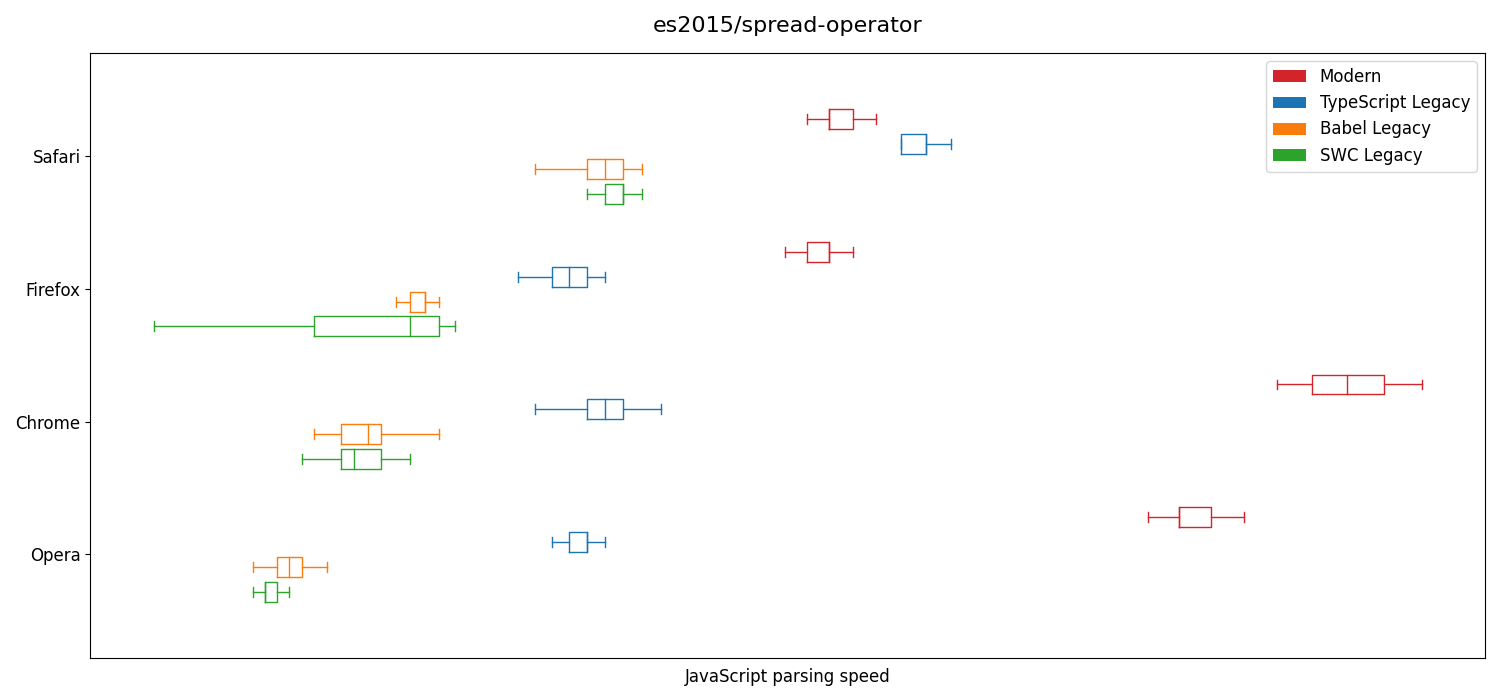 es2015/spread-operator
Modern
TypeScript Legacy
Babel Legacy
SWC Legacy
Safari
Firefox
Chrome
Opera
JavaScript parsing speed